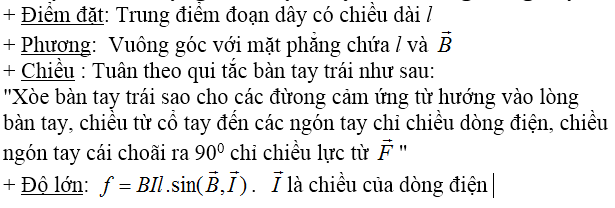 + Điểm đặt: Trung điểm đoạn dây có chiều dài l
+ Phương: Vuông góc với mặt phẳng chứa l và B⃗
+ Chiều : Tuân theo qui tắc bàn tay trái như sau:
"Xòe bàn tay trái sao cho các đừong cảm ứng từ hướng vào lòng
bàn tay, chiều từ cổ tay đến các ngón tay chỉ chiều dòng điện, chiều
ngón tay cái choãi ra 90⁰ chỉ chiều lực từ F⃗ "
+ Độ lớn: f = BIl.sin(B⃗,I⃗). I⃗ là chiều của dòng điện